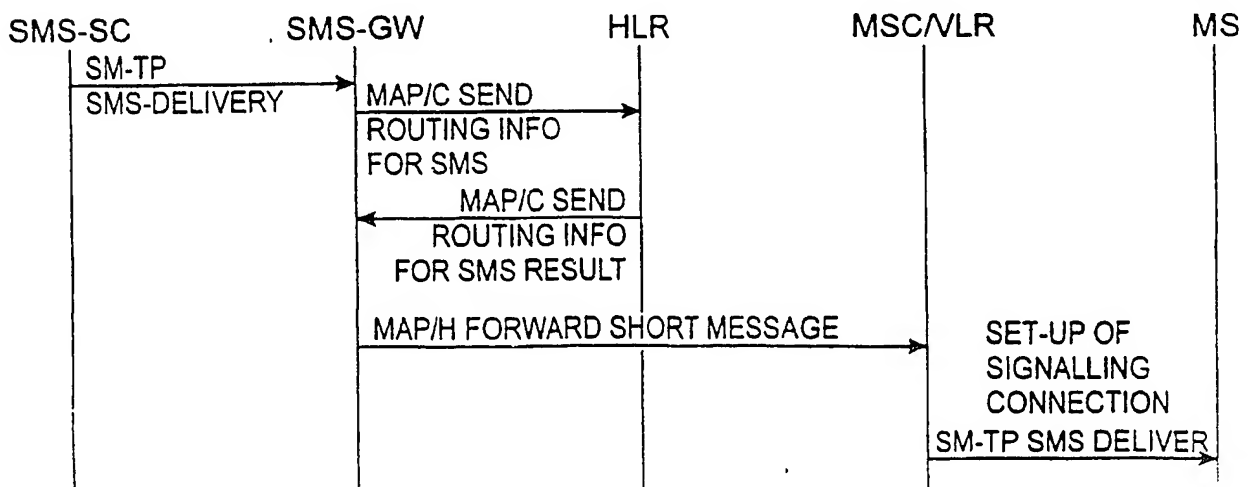 SMS-SC SMS-GW HLR MSC/VLR MS
SM-TP
SMS-DELIVERY
MAP/C SEND
ROUTING INFO
FOR SMS
MAP/C SEND
ROUTING INFO
FOR SMS RESULT
MAP/H FORWARD SHORT MESSAGE
SET-UP OF
SIGNALLING
CONNECTION
SM-TP SMS DELIVER